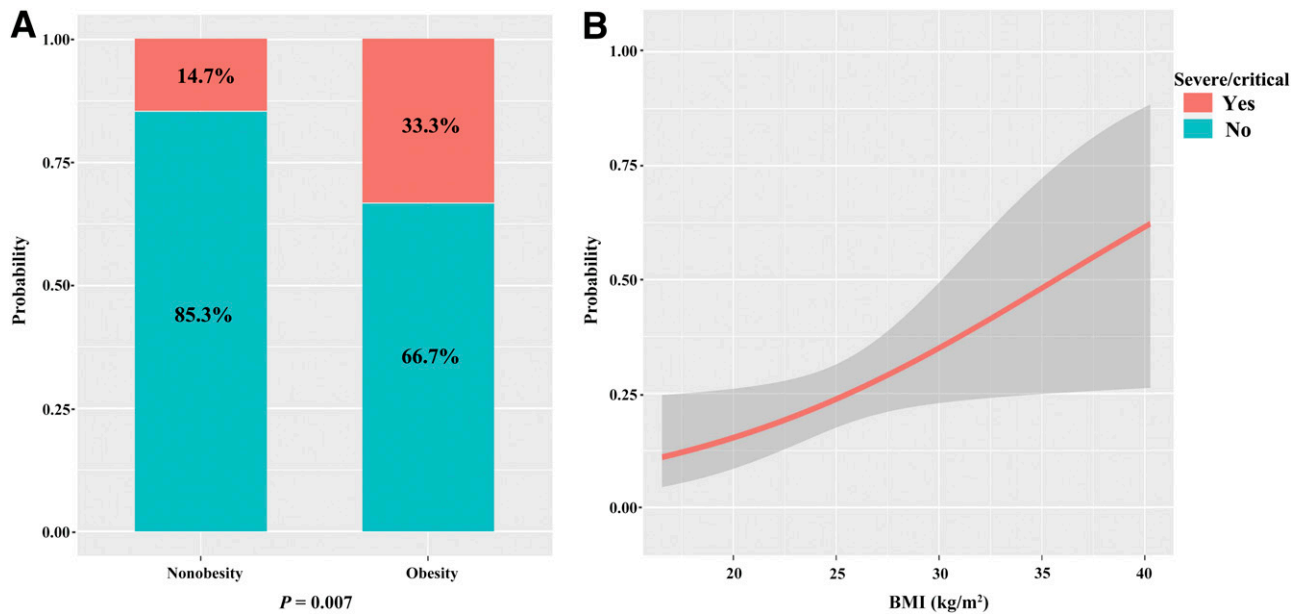 A
1.00
0.75
0.50
0.25
0.00
Probability
14.7%
85.3%
33.3%
66.7%
Nonobesity
Obesity
P = 0.007
B
1.00
0.75
0.50
0.25
0.00
Probability
20
25
30
35
40
BMI (kg/m²)
Severe/critical
Yes
No